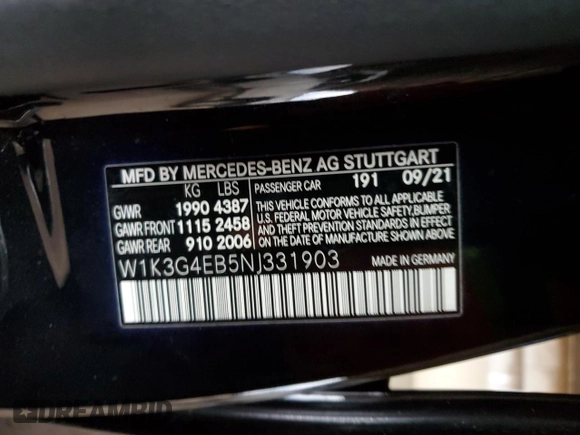 MFD BY MERCEDES-BENZ AG STUTTGART
KG LBS PASSENGER CAR 191 09/21
GVWR 1990 4387
GAWR FRONT 1115 2458
GAWR REAR 910 2006
THIS VEHICLE CONFORMS TO ALL APPLICABLE
U.S. FEDERAL MOTOR VEHICLE SAFETY, BUMPER
AND THEFT PREVENTION STANDARDS IN EFFECT
ON THE DATE OF MANUFACTURE SHOWN ABOVE.
W1K3G4EB5NJ331903 MADE IN GERMANY
DREAMBID